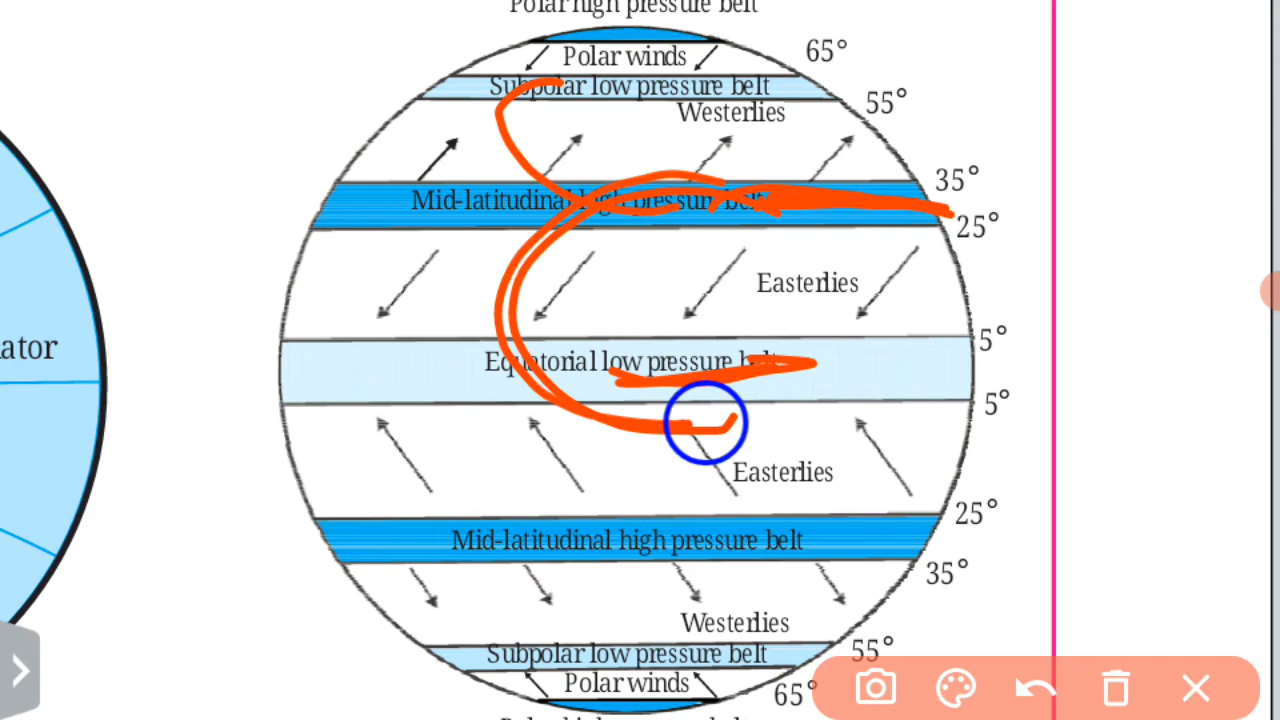 Polar high pressure belt
65°
Polar winds
Subpolar low pressure belt
55°
Westerlies
35°
Mid-latitudinal high pressure belt
25°
Easterlies
5°
ator
Equatorial low pressure belt
5°
Easterlies
25°
Mid-latitudinal high pressure belt
35°
Westerlies
55°
Subpolar low pressure belt
Polar winds
65°